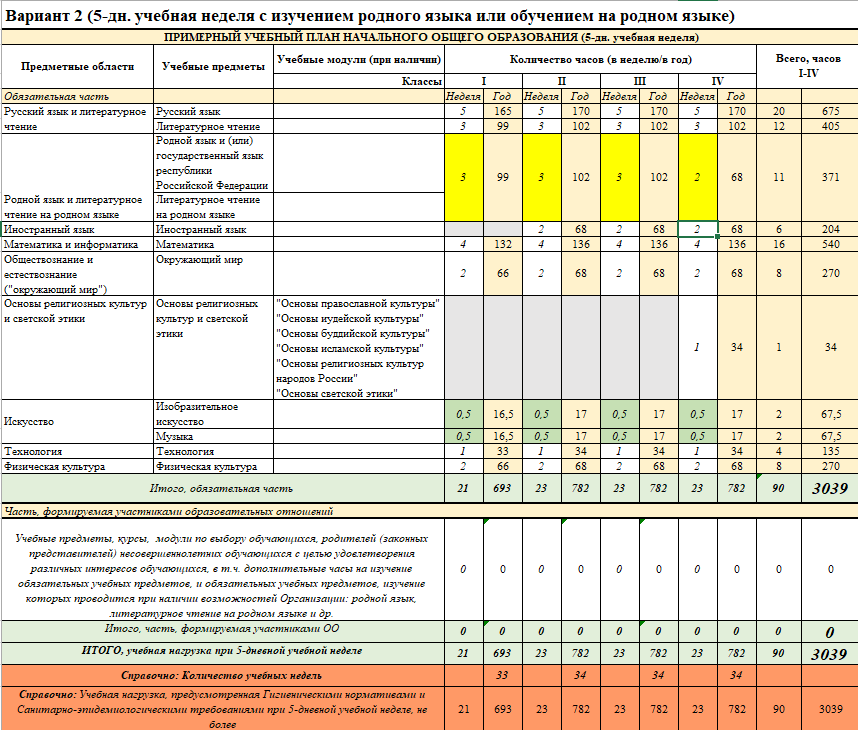 Вариант 2 (5-дн. учебная неделя с изучением родного языка или обучением на родном языке)
ПРИМЕРНЫЙ УЧЕБНЫЙ ПЛАН НАЧАЛЬНОГО ОБЩЕГО ОБРАЗОВАНИЯ (5-дн. учебная неделя)
Предметные области Учебные предметы Учебные модули (при наличии) Количество часов (в неделю/в год) Всего, часов
I-IV
Классы I II III IV
Обязательная часть Неделя Год Неделя Год Неделя Год Неделя Год
Русский язык и литературное Русский язык 5 165 5 170 5 170 5 170 20 675
чтение Литературное чтение 3 99 3 102 3 102 3 102 12 405
Родной язык и (или)
государственный язык
республики 3 99 3 102 3 102 2 68 11 371
Российской Федерации
Родной язык и литературное Литературное чтение
чтение на родном языке на родном языке
Иностранный язык Иностранный язык 2 68 2 68 2 68 6 204
Математика и информатика Математика 4 132 4 136 4 136 4 136 16 540
Обществознание и Окружающий мир
естествознание 2 66 2 68 2 68 2 68 8 270
("окружающий мир")
Основы религиозных культур Основы религиозных "Основы православной культуры"
и светской этики культур и светской "Основы иудейской культуры"
этики "Основы буддийской культуры"
"Основы исламской культуры" 1 34 1 34
"Основы религиозных культур
народов России"
"Основы светской этики"
Искусство Изобразительное
искусство 0,5 16,5 0,5 17 0,5 17 0,5 17 2 67,5
Музыка 0,5 16,5 0,5 17 0,5 17 0,5 17 2 67,5
Технология Технология 1 33 1 34 1 34 1 34 4 135
Физическая культура Физическая культура 2 66 2 68 2 68 2 68 8 270
Итого, обязательная часть 21 693 23 782 23 782 23 782 90 3039
Часть, формируемая участниками образовательных отношений
Учебные предметы, курсы, модули по выбору обучающихся, родителей (законных
представителей) несовершеннолетних обучающихся с целью удовлетворения
различных интересов обучающихся, в т.ч. дополнительные часы на изучение 0 0 0 0 0 0 0 0 0 0
обязательных учебных предметов, и обязательных учебных предметов, изучение
которых проводится при наличии возможностей Организации: родной язык,
литературное чтение на родном языке и др.
Итого, часть, формируемая участниками ОО 0 0 0 0 0 0 0 0 0 0
ИТОГО, учебная нагрузка при 5-дневной учебной неделе 21 693 23 782 23 782 23 782 90 3039
Справочно: Количество учебных недель 33 34 34 34
Справочно: Учебная нагрузка, предусмотренная Гигиеническими нормативами и
Санитарно-эпидемиологическими требованиями при 5-дневной учебной неделе, не 21 693 23 782 23 782 23 782 90 3039
более